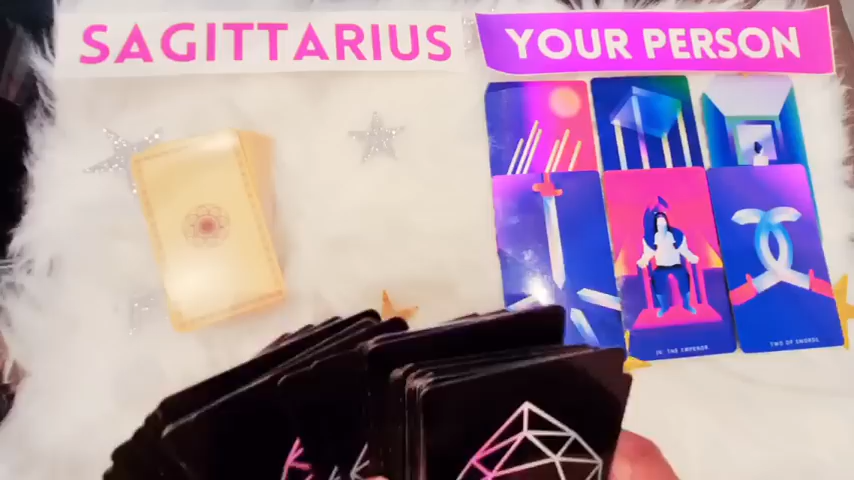 SAGITTARIUS
YOUR PERSON
IV. THE EMPEROR
TWO OF SWORDS